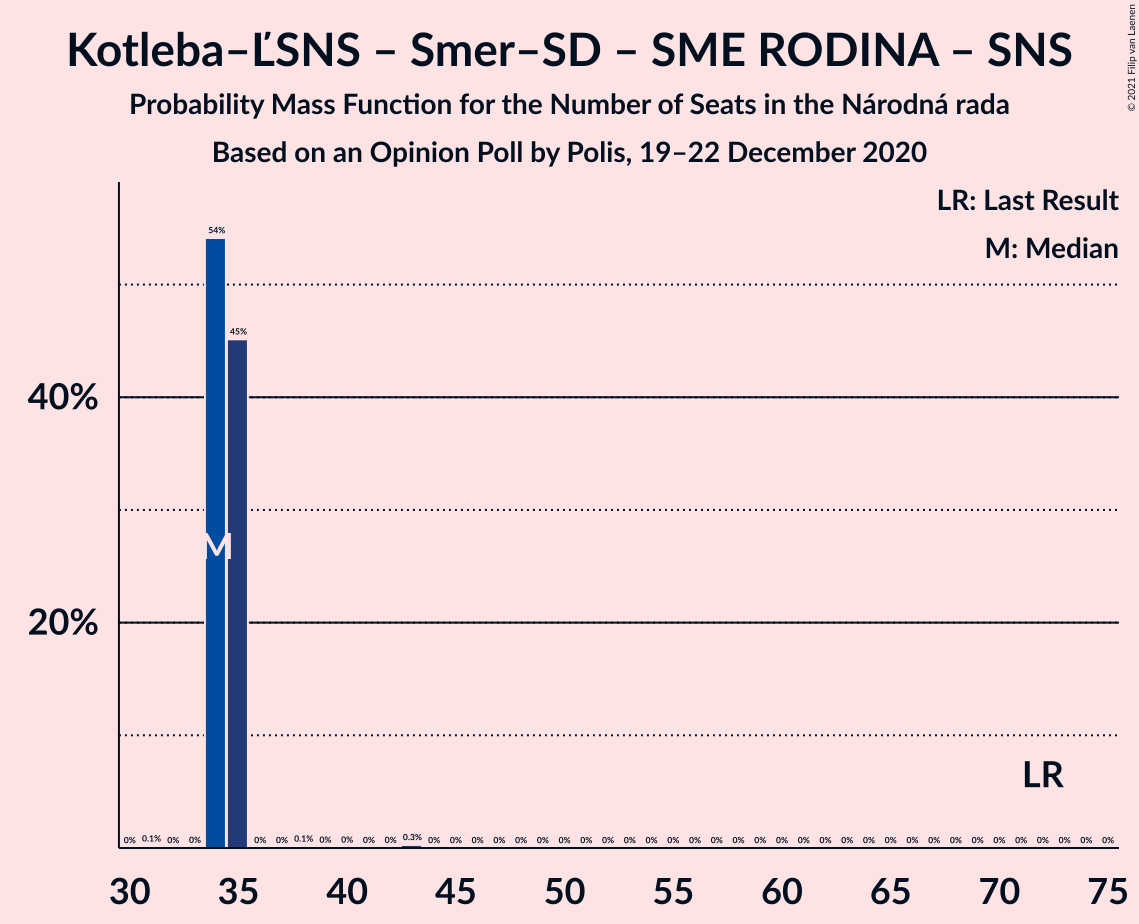 Kotleba–ĽSNS – Smer–SD – SME RODINA – SNS
Probability Mass Function for the Number of Seats in the Národná rada
Based on an Opinion Poll by Polis, 19–22 December 2020
© 2021 Filip van Laenen
LR: Last Result
M: Median
54%
45%
40%
M
20%
LR
0% 0.1% 0% 0% 0% 0% 0.1% 0% 0% 0% 0% 0.3% 0% 0% 0% 0% 0% 0% 0% 0% 0% 0% 0% 0% 0% 0% 0% 0% 0% 0% 0% 0% 0% 0% 0% 0% 0% 0% 0% 0% 0% 0% 0% 0%
30 35 40 45 50 55 60 65 70 75